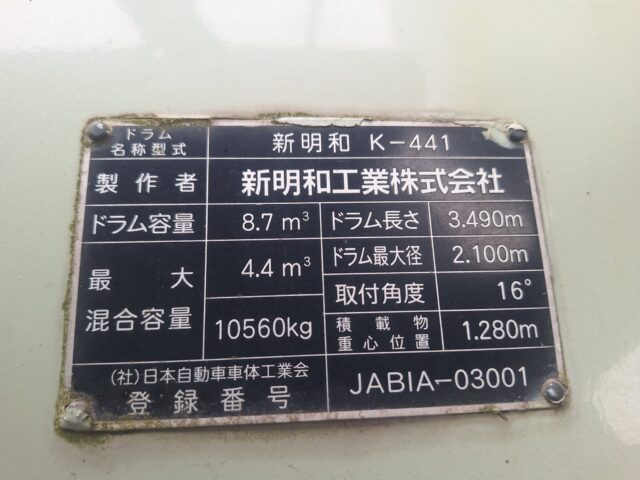 ドラム
名称型式
新明和 K-441
製作者
新明和工業株式会社
ドラム容量
8.7 m³
ドラム長さ
3.490m
最大
混合容量
4.4 m³
10560kg
ドラム最大径
2.100m
取付角度
16°
積載物
重心位置
1.280m
(社)日本自動車車体工業会
登録番号
JABIA-03001